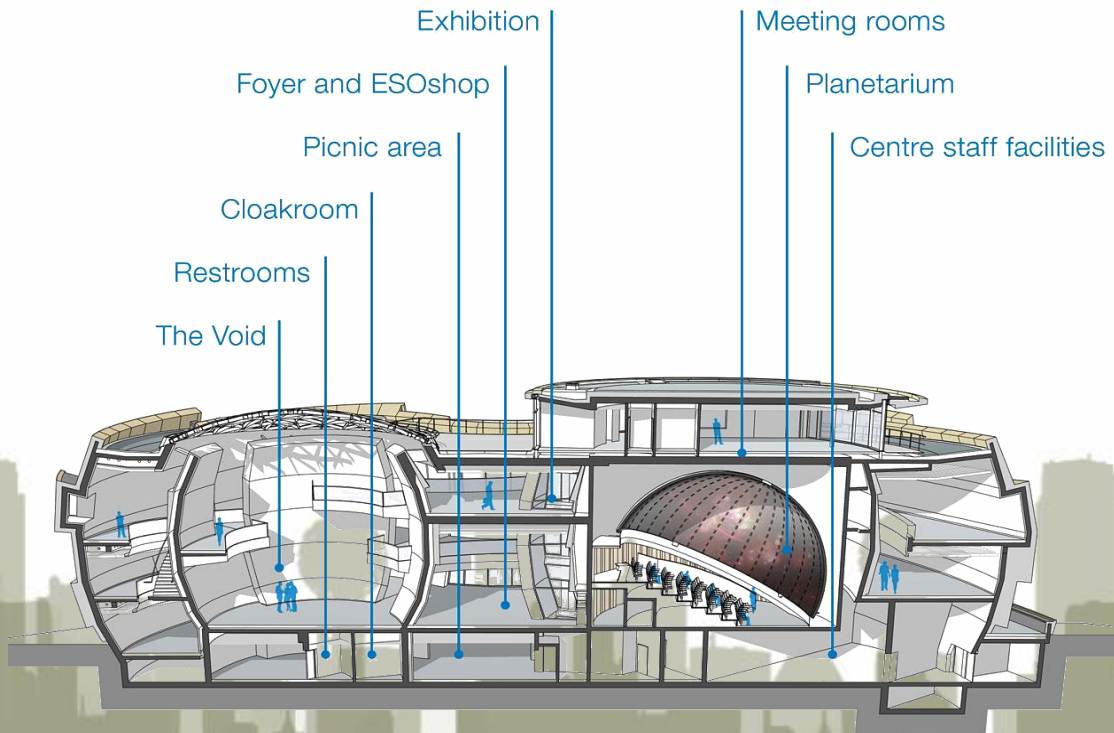 Exhibition
Meeting rooms
Foyer and ESOshop
Planetarium
Picnic area
Centre staff facilities
Cloakroom
Restrooms
The Void